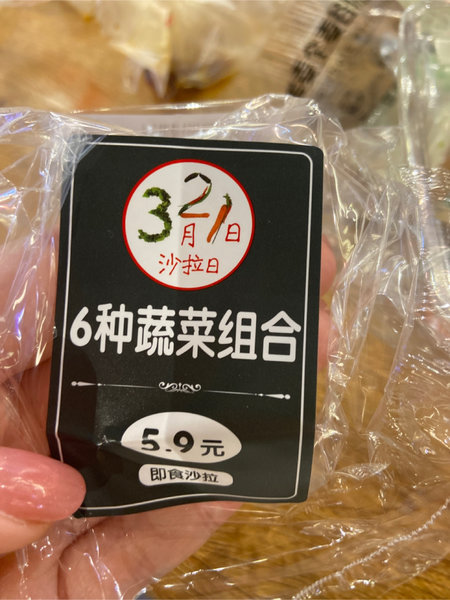 3月21日
沙拉日
6种蔬菜组合
5.9元
即食沙拉